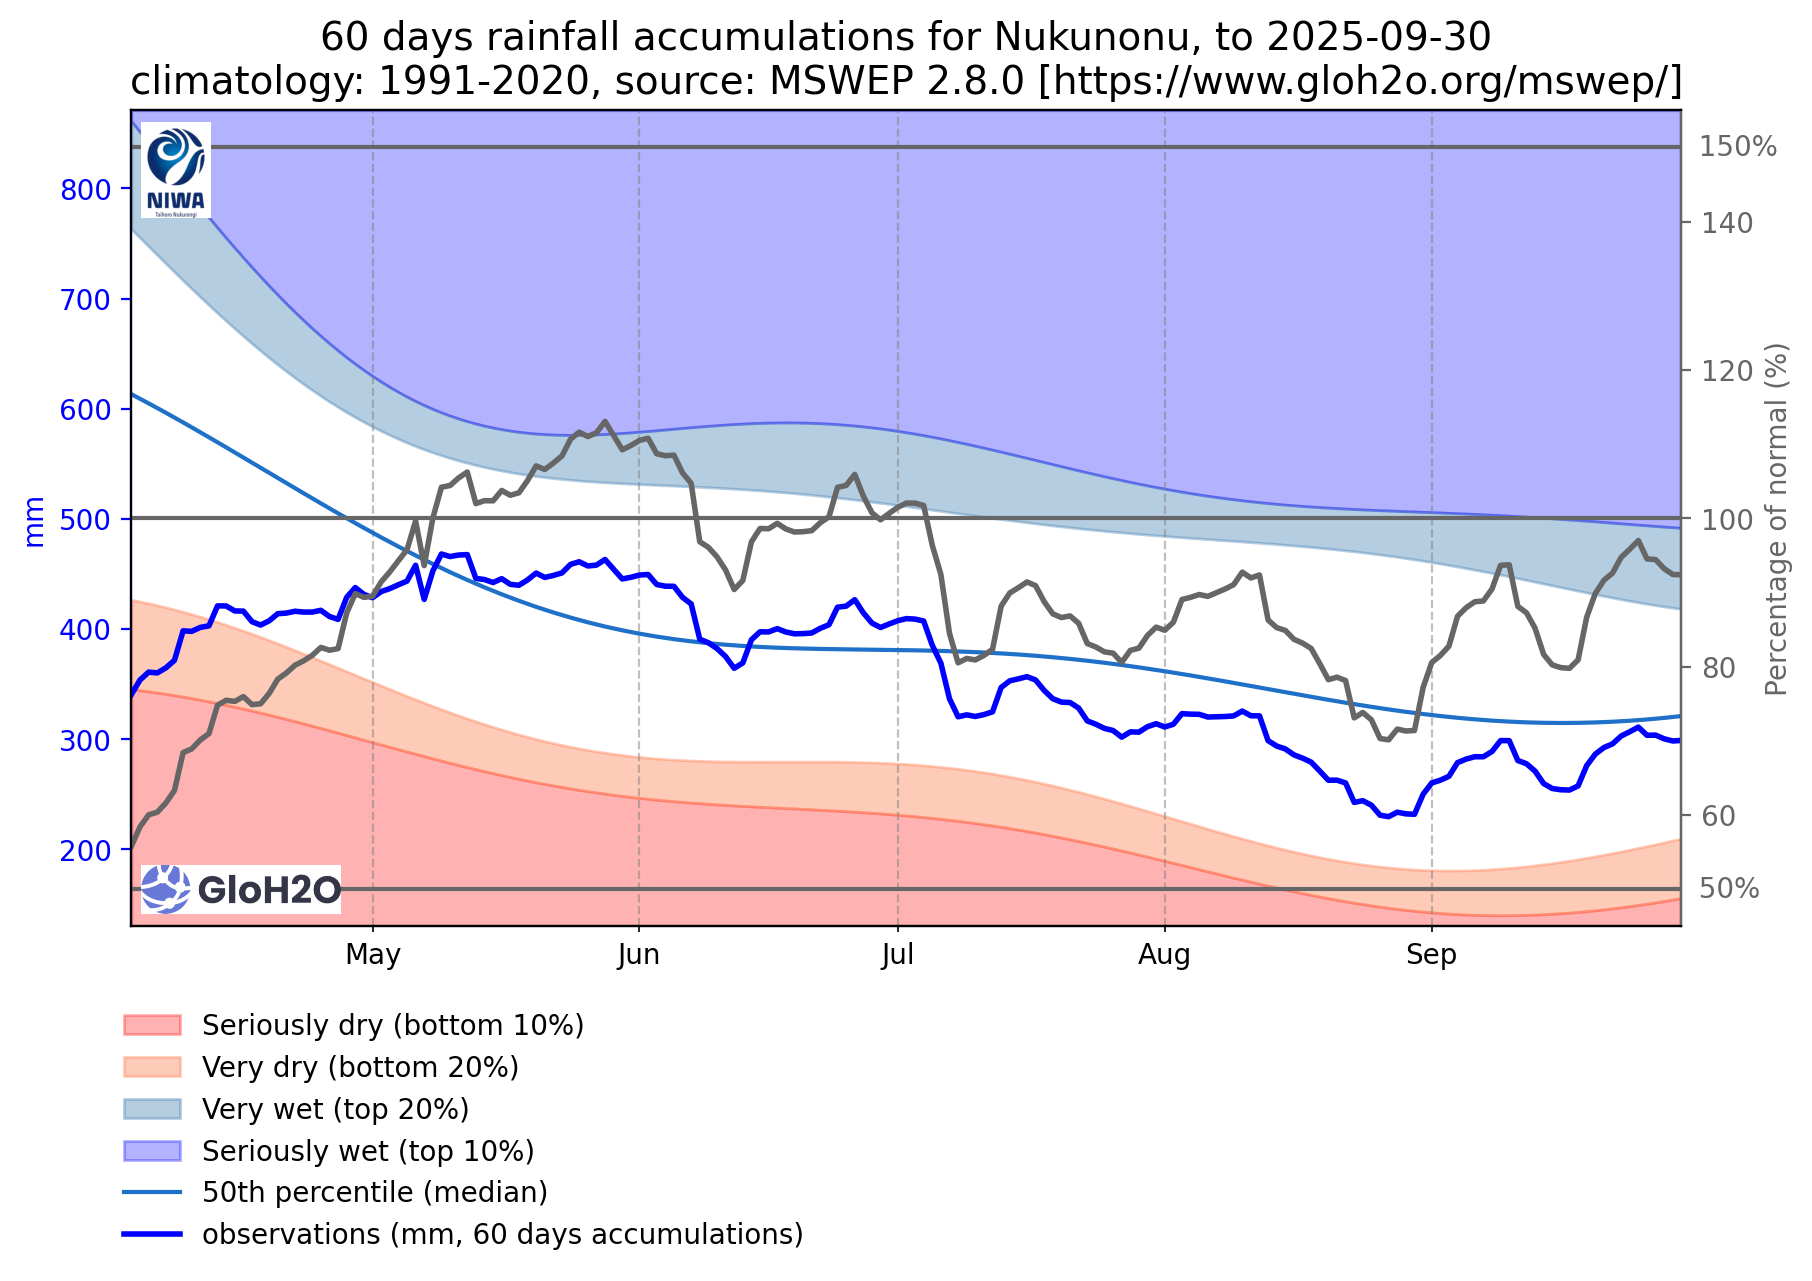 60 days rainfall accumulations for Nukunonu, to 2025-09-30
climatology: 1991-2020, source: MSWEP 2.8.0 [https://www.gloh2o.org/mswep/]
NIWA
Taihoro Nukurangi
800
700
600
500
400
300
200
mm
150%
140
120
100
80
60
50%
Percentage of normal (%)
GloH2O
May
Jun
Jul
Aug
Sep
Seriously dry (bottom 10%)
Very dry (bottom 20%)
Very wet (top 20%)
Seriously wet (top 10%)
50th percentile (median)
observations (mm, 60 days accumulations)